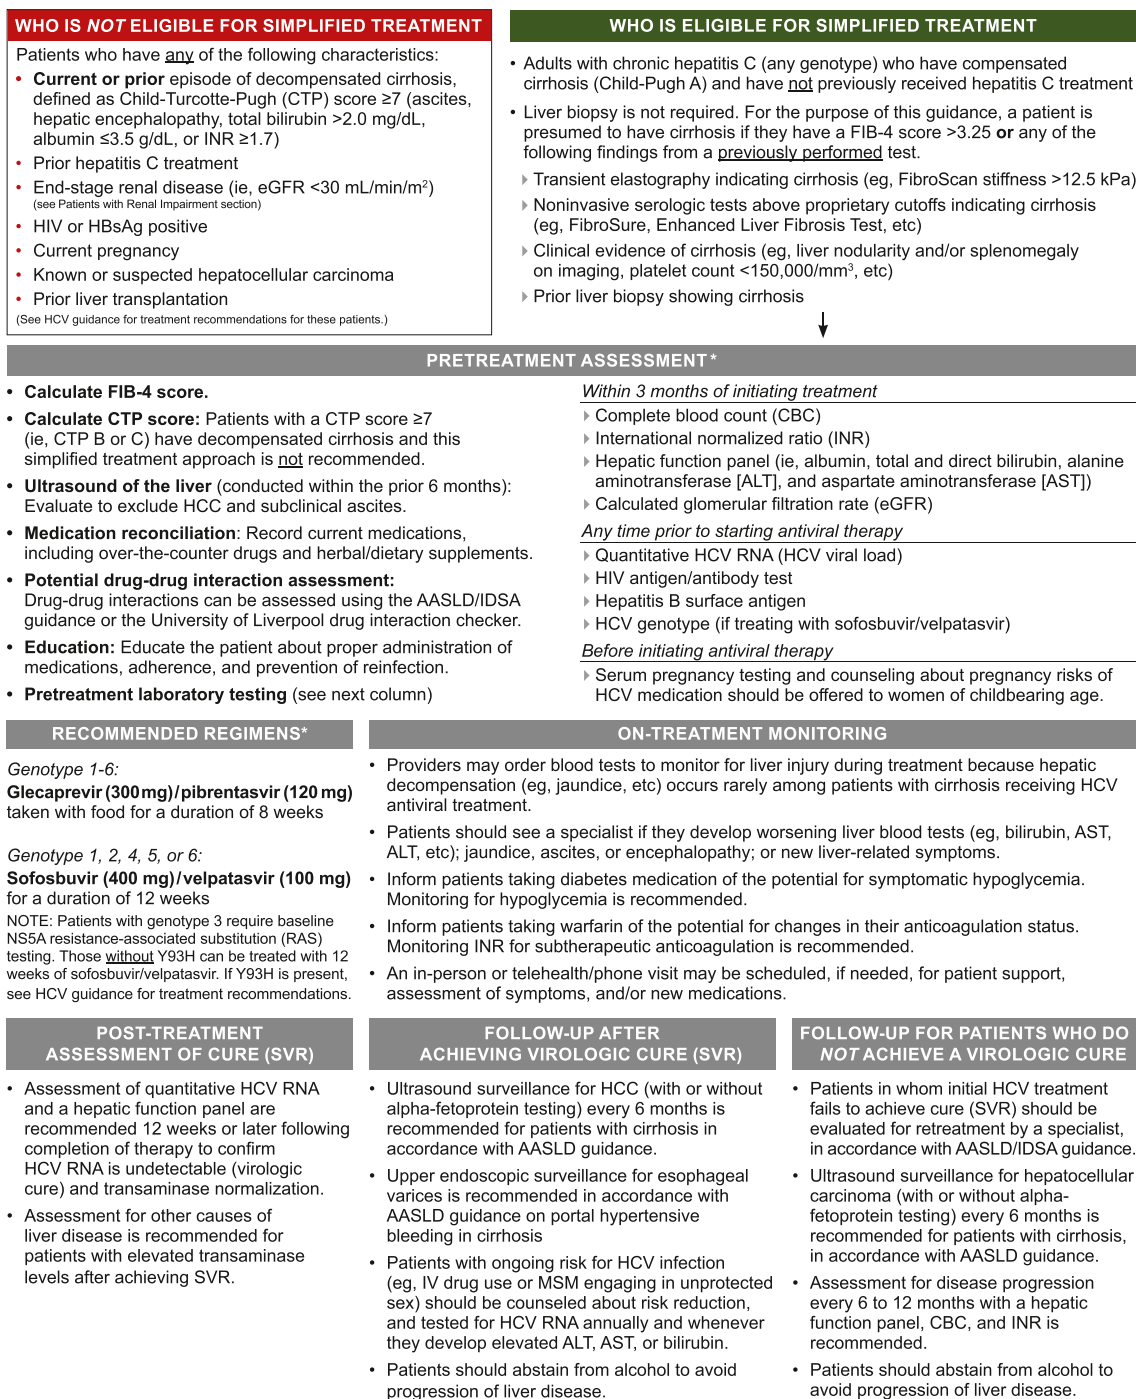 WHO IS NOT ELIGIBLE FOR SIMPLIFIED TREATMENT
Patients who have any of the following characteristics:
• Current or prior episode of decompensated cirrhosis,
defined as Child-Turcotte-Pugh (CTP) score ≥7 (ascites,
hepatic encephalopathy, total bilirubin >2.0 mg/dL,
albumin ≤3.5 g/dL, or INR ≥1.7)
• Prior hepatitis C treatment
• End-stage renal disease (ie, eGFR <30 mL/min/m²)
(see Patients with Renal Impairment section)
• HIV or HBsAg positive
• Current pregnancy
• Known or suspected hepatocellular carcinoma
• Prior liver transplantation
(See HCV guidance for treatment recommendations for these patients.)
WHO IS ELIGIBLE FOR SIMPLIFIED TREATMENT
• Adults with chronic hepatitis C (any genotype) who have compensated
cirrhosis (Child-Pugh A) and have not previously received hepatitis C treatment
• Liver biopsy is not required. For the purpose of this guidance, a patient is
presumed to have cirrhosis if they have a FIB-4 score >3.25 or any of the
following findings from a previously performed test.
Transient elastography indicating cirrhosis (eg, FibroScan stiffness >12.5 kPa)
Noninvasive serologic tests above proprietary cutoffs indicating cirrhosis
(eg, FibroSure, Enhanced Liver Fibrosis Test, etc)
Clinical evidence of cirrhosis (eg, liver nodularity and/or splenomegaly
on imaging, platelet count <150,000/mm³, etc)
Prior liver biopsy showing cirrhosis
PRETREATMENT ASSESSMENT*
• Calculate FIB-4 score.
• Calculate CTP score: Patients with a CTP score ≥7
(ie, CTP B or C) have decompensated cirrhosis and this
simplified treatment approach is not recommended.
• Ultrasound of the liver (conducted within the prior 6 months):
Evaluate to exclude HCC and subclinical ascites.
• Medication reconciliation: Record current medications,
including over-the-counter drugs and herbal/dietary supplements.
• Potential drug-drug interaction assessment:
Drug-drug interactions can be assessed using the AASLD/IDSA
guidance or the University of Liverpool drug interaction checker.
• Education: Educate the patient about proper administration of
medications, adherence, and prevention of reinfection.
• Pretreatment laboratory testing (see next column)
Within 3 months of initiating treatment
Complete blood count (CBC)
International normalized ratio (INR)
Hepatic function panel (ie, albumin, total and direct bilirubin, alanine
aminotransferase [ALT], and aspartate aminotransferase [AST])
Calculated glomerular filtration rate (eGFR)
Any time prior to starting antiviral therapy
Quantitative HCV RNA (HCV viral load)
HIV antigen/antibody test
Hepatitis B surface antigen
HCV genotype (if treating with sofosbuvir/velpatasvir)
Before initiating antiviral therapy
Serum pregnancy testing and counseling about pregnancy risks of
HCV medication should be offered to women of childbearing age.
RECOMMENDED REGIMENS*
Genotype 1-6:
Glecaprevir (300 mg)/pibrentasvir (120 mg)
taken with food for a duration of 8 weeks
Genotype 1, 2, 4, 5, or 6:
Sofosbuvir (400 mg)/velpatasvir (100 mg)
for a duration of 12 weeks
NOTE: Patients with genotype 3 require baseline
NS5A resistance-associated substitution (RAS)
testing. Those without Y93H can be treated with 12
weeks of sofosbuvir/velpatasvir. If Y93H is present,
see HCV guidance for treatment recommendations.
ON-TREATMENT MONITORING
• Providers may order blood tests to monitor for liver injury during treatment because hepatic
decompensation (eg, jaundice, etc) occurs rarely among patients with cirrhosis receiving HCV
antiviral treatment.
• Patients should see a specialist if they develop worsening liver blood tests (eg, bilirubin, AST,
ALT, etc); jaundice, ascites, or encephalopathy; or new liver-related symptoms.
• Inform patients taking diabetes medication of the potential for symptomatic hypoglycemia.
Monitoring for hypoglycemia is recommended.
• Inform patients taking warfarin of the potential for changes in their anticoagulation status.
Monitoring INR for subtherapeutic anticoagulation is recommended.
• An in-person or telehealth/phone visit may be scheduled, if needed, for patient support,
assessment of symptoms, and/or new medications.
POST-TREATMENT
ASSESSMENT OF CURE (SVR)
• Assessment of quantitative HCV RNA
and a hepatic function panel are
recommended 12 weeks or later following
completion of therapy to confirm
HCV RNA is undetectable (virologic
cure) and transaminase normalization.
• Assessment for other causes of
liver disease is recommended for
patients with elevated transaminase
levels after achieving SVR.
FOLLOW-UP AFTER
ACHIEVING VIROLOGIC CURE (SVR)
• Ultrasound surveillance for HCC (with or without
alpha-fetoprotein testing) every 6 months is
recommended for patients with cirrhosis in
accordance with AASLD guidance.
• Upper endoscopic surveillance for esophageal
varices is recommended in accordance with
AASLD guidance on portal hypertensive
bleeding in cirrhosis
• Patients with ongoing risk for HCV infection
(eg, IV drug use or MSM engaging in unprotected
sex) should be counseled about risk reduction,
and tested for HCV RNA annually and whenever
they develop elevated ALT, AST, or bilirubin.
• Patients should abstain from alcohol to avoid
progression of liver disease.
FOLLOW-UP FOR PATIENTS WHO DO
NOT ACHIEVE A VIROLOGIC CURE
• Patients in whom initial HCV treatment
fails to achieve cure (SVR) should be
evaluated for retreatment by a specialist,
in accordance with AASLD/IDSA guidance.
• Ultrasound surveillance for hepatocellular
carcinoma (with or without alpha-
fetoprotein testing) every 6 months is
recommended for patients with cirrhosis,
in accordance with AASLD guidance.
• Assessment for disease progression
every 6 to 12 months with a hepatic
function panel, CBC, and INR is
recommended.
• Patients should abstain from alcohol to
avoid progression of liver disease.